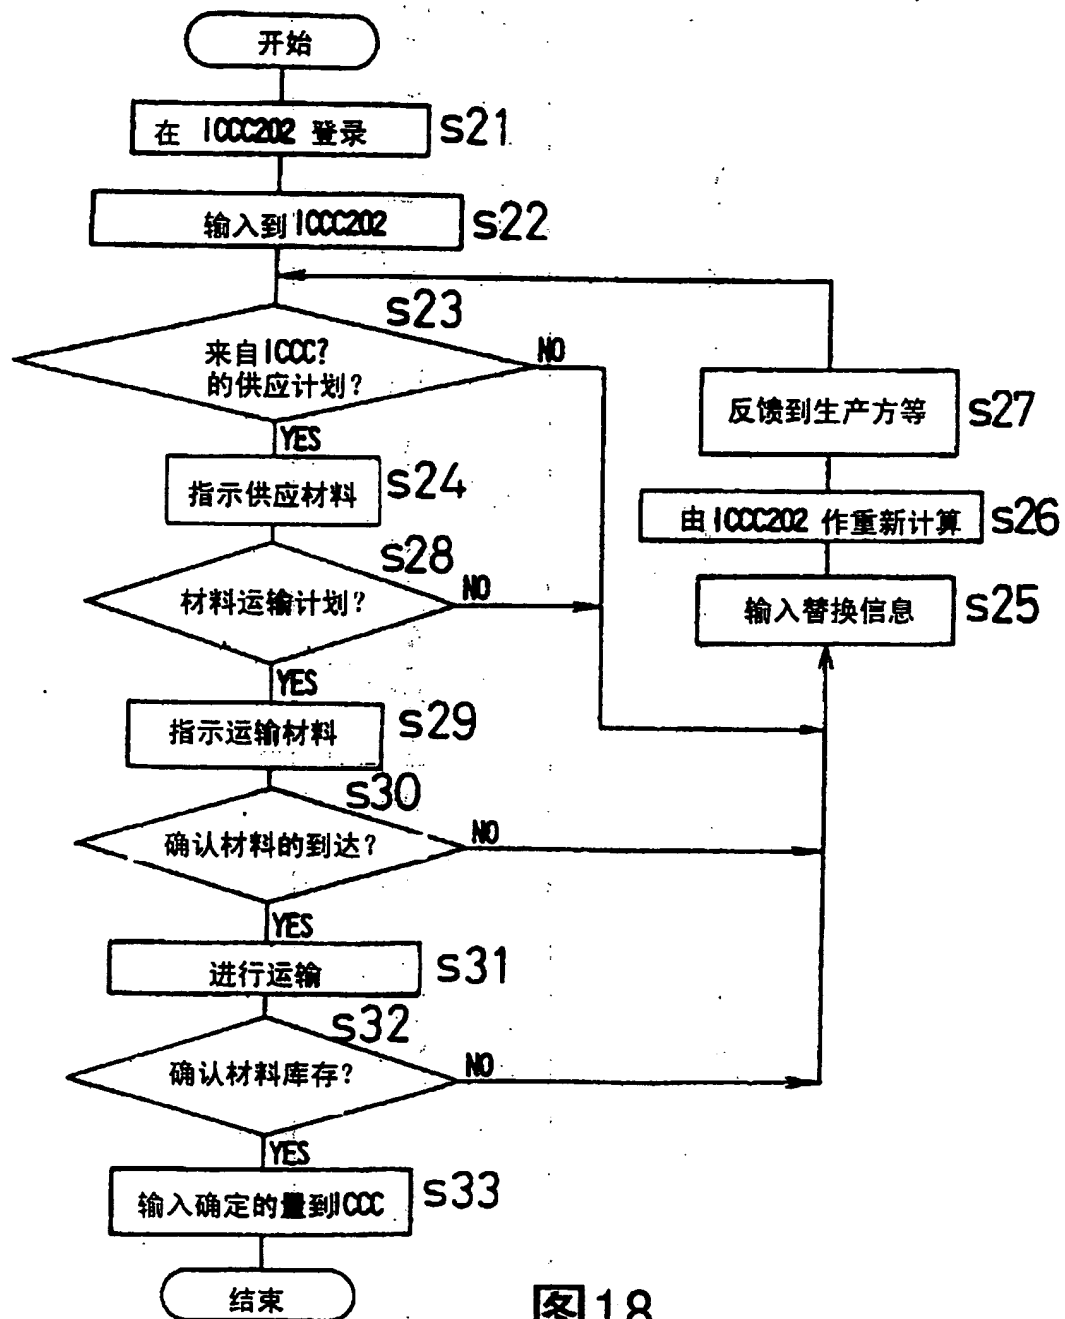 开始
在 ICCC202 登录
s21
输入到ICCC202
s22
s23
来自ICCC?
的供应计划?
NO
YES
指示供应材料
s24
s28
材料运输计划?
NO
YES
指示运输材料
s29
s30
确认材料的到达?
NO
YES
进行运输
s31
s32
确认材料库存?
NO
YES
输入确定的量到ICCC
s33
结束
反馈到生产方等
s27
由ICCC202 作重新计算
s26
输入替换信息
s25
图18